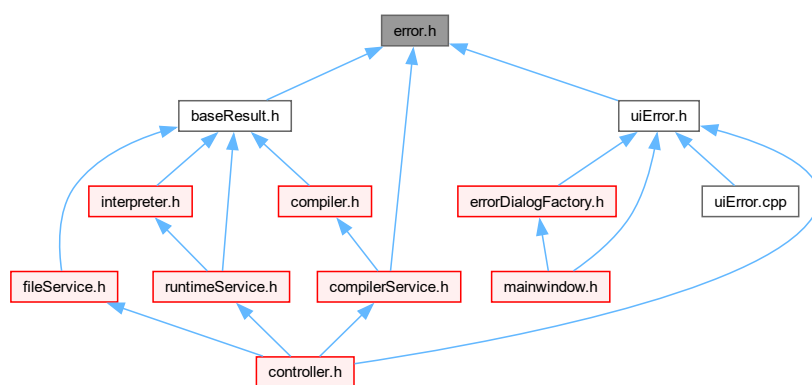 error.h
baseResult.h
uiError.h
interpreter.h
compiler.h
errorDialogFactory.h
uiError.cpp
fileService.h
runtimeService.h
compilerService.h
mainwindow.h
controller.h